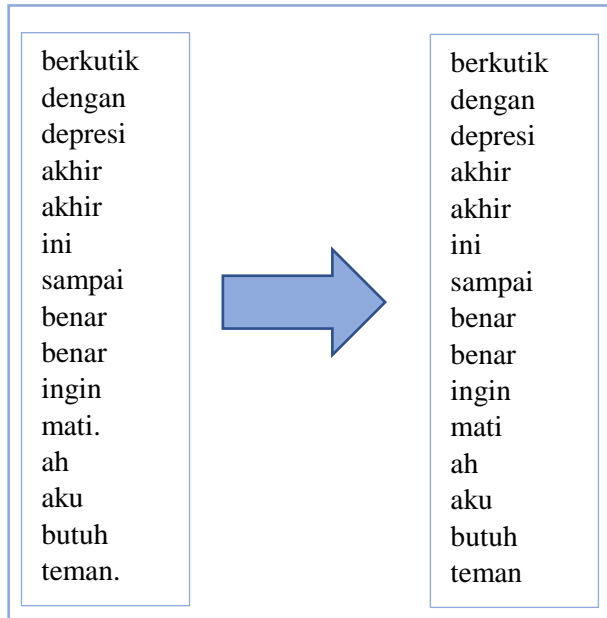 berkutik
dengan
depresi
akhir
akhir
ini
sampai
benar
benar
ingin
mati.
ah
aku
butuh
teman.
berkutik
dengan
depresi
akhir
akhir
ini
sampai
benar
benar
ingin
mati
ah
aku
butuh
teman